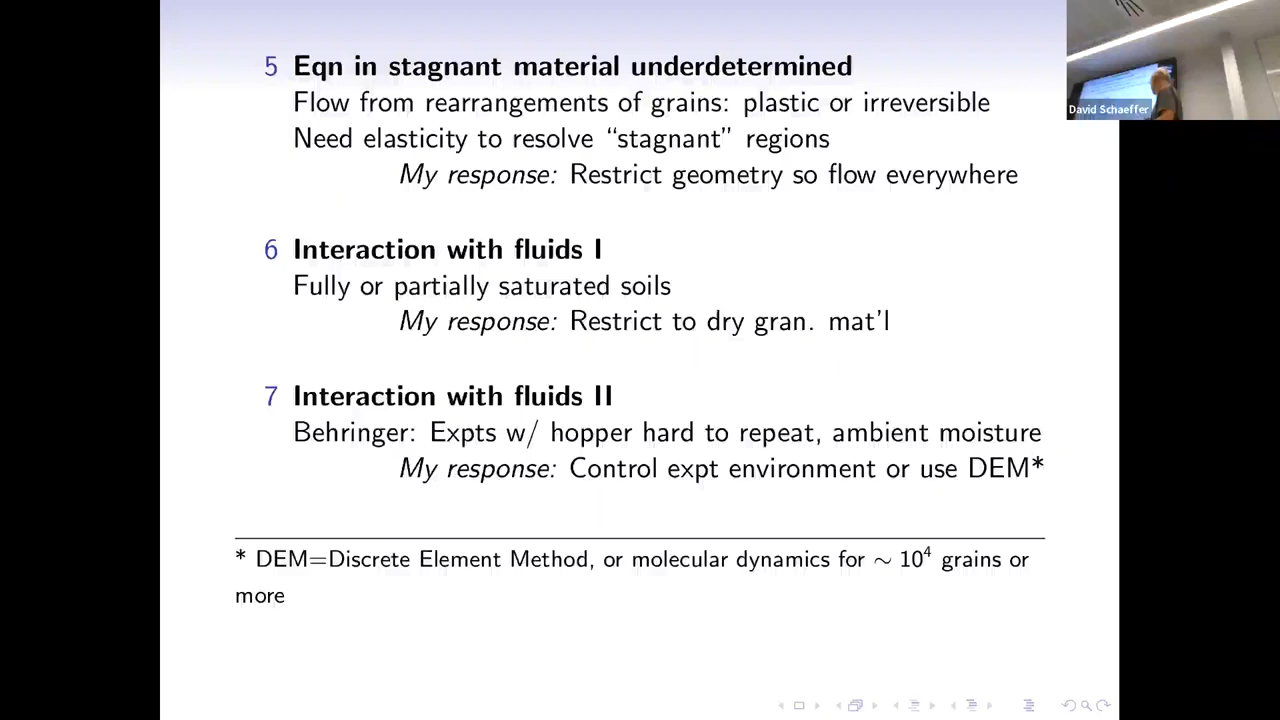 5 Eqn in stagnant material underdetermined
Flow from rearrangements of grains: plastic or irreversible
Need elasticity to resolve “stagnant” regions
My response: Restrict geometry so flow everywhere
6 Interaction with fluids I
Fully or partially saturated soils
My response: Restrict to dry gran. mat'l
7 Interaction with fluids II
Behringer: Expts w/ hopper hard to repeat, ambient moisture
My response: Control expt environment or use DEM*
* DEM=Discrete Element Method, or molecular dynamics for ∼ 10⁴ grains or
more
David Schaeffer